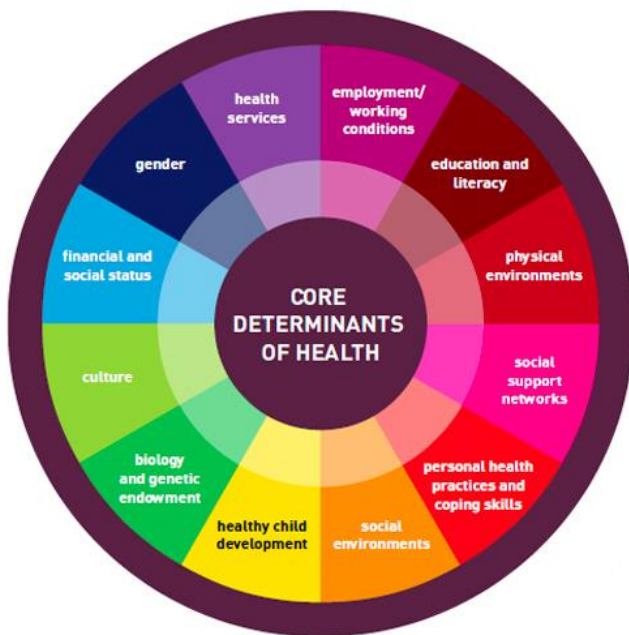 CORE
DETERMINANTS
OF HEALTH
employment/
working
conditions
education and
literacy
physical
environments
social
support
networks
personal health
practices and
coping skills
social
environments
healthy child
development
biology
and genetic
endowment
culture
financial and
social status
gender
health
services